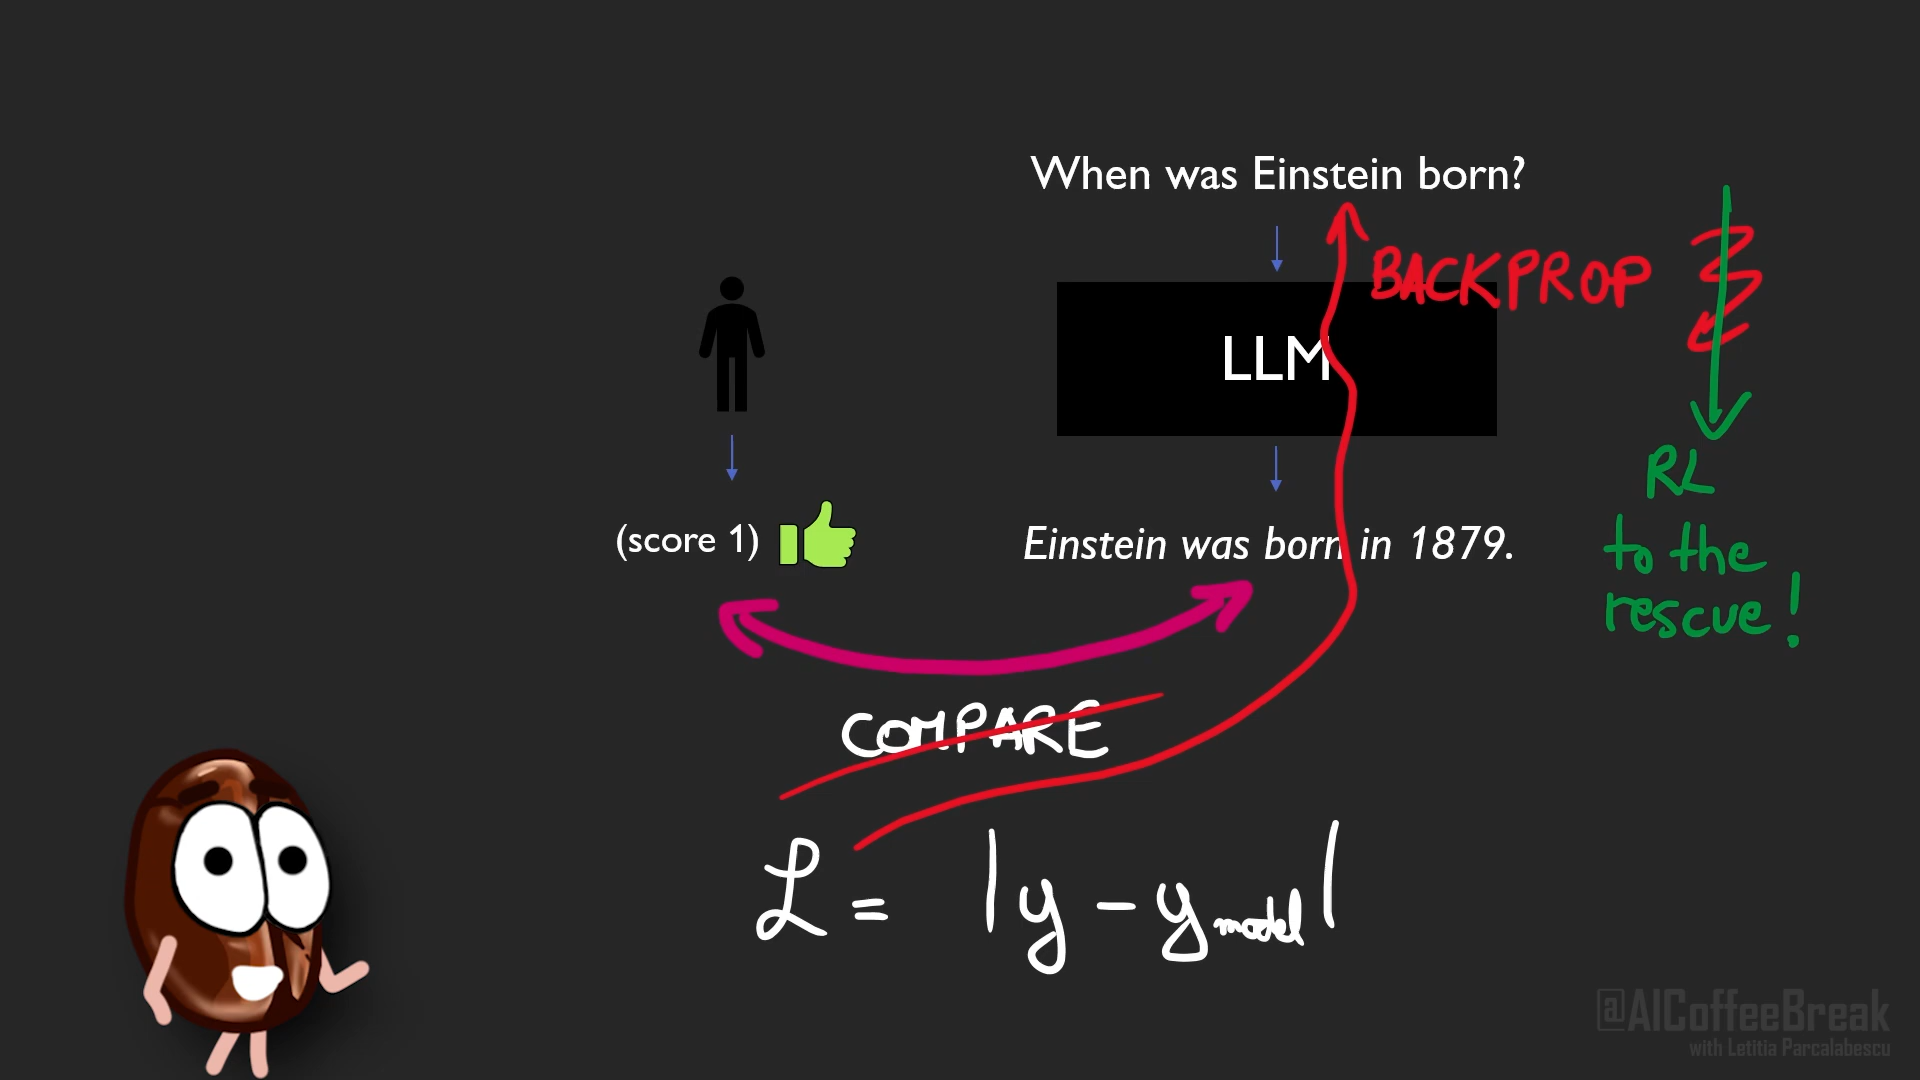 When was Einstein born?
BACKPROP
LLM
(score 1)
Einstein was born in 1879.
RL
to the
rescue!
COMPARE
ℒ = |y - y model|
@AICoffeeBreak
with Letitia Parcalabescu